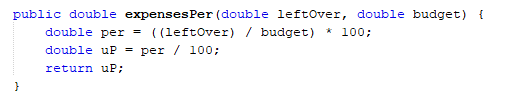 public double expensesPer(double leftOver, double budget) {
    double per = ((leftOver) / budget) * 100;
    double uP = per / 100;
    return uP;
}